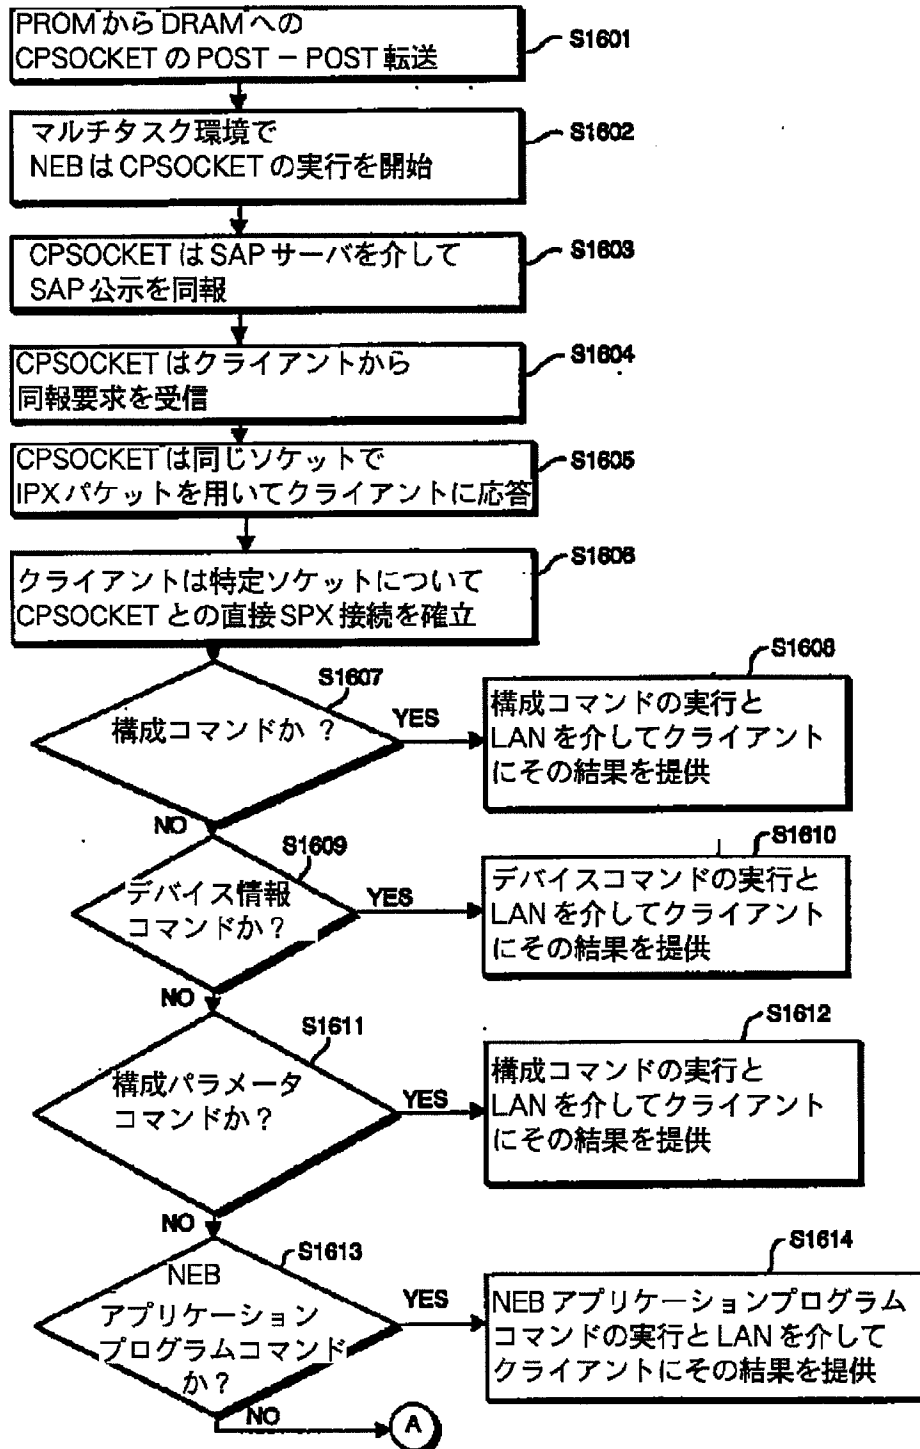 PROMからDRAMへの
CPSOCKETのPOST－POST転送
S1601
マルチタスク環境で
NEBはCPSOCKETの実行を開始
S1602
CPSOCKETはSAPサーバを介して
SAP公示を同報
S1603
CPSOCKETはクライアントから
同報要求を受信
S1604
CPSOCKETは同じソケットで
IPXパケットを用いてクライアントに応答
S1605
クライアントは特定ソケットについて
CPSOCKETとの直接SPX接続を確立
S1606
構成コマンドか？
S1607
YES
構成コマンドの実行と
LANを介してクライアント
にその結果を提供
S1608
NO
デバイス情報
コマンドか？
S1609
YES
デバイスコマンドの実行と
LANを介してクライアント
にその結果を提供
S1610
NO
構成パラメータ
コマンドか？
S1611
YES
構成コマンドの実行と
LANを介してクライアント
にその結果を提供
S1612
NO
NEB
アプリケーション
プログラムコマンド
か？
S1613
YES
NEBアプリケーションプログラム
コマンドの実行とLANを介して
クライアントにその結果を提供
S1614
NO
A